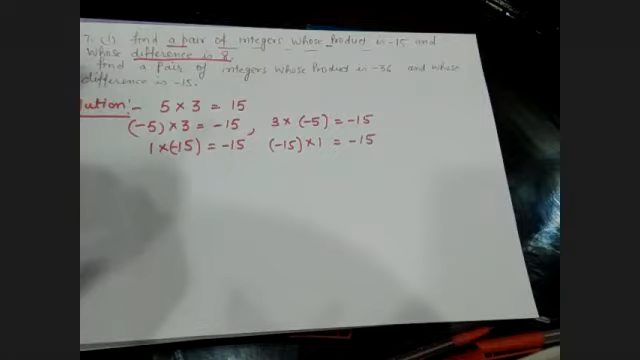 7. (i) Find a pair of integers whose product is -15 and
whose difference is 8.
Find a pair of integers whose product is -36 and whose
difference is -15.
lution:- 5 × 3 = 15
(-5) × 3 = -15, 3 × (-5) = -15
1 × (-15) = -15 (-15) × 1 = -15